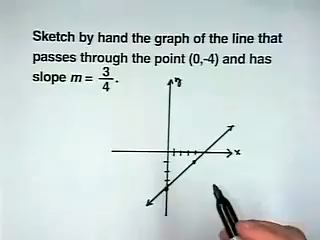 Sketch by hand the graph of the line that
passes through the point (0,-4) and has
slope m = 3/4.
y
x